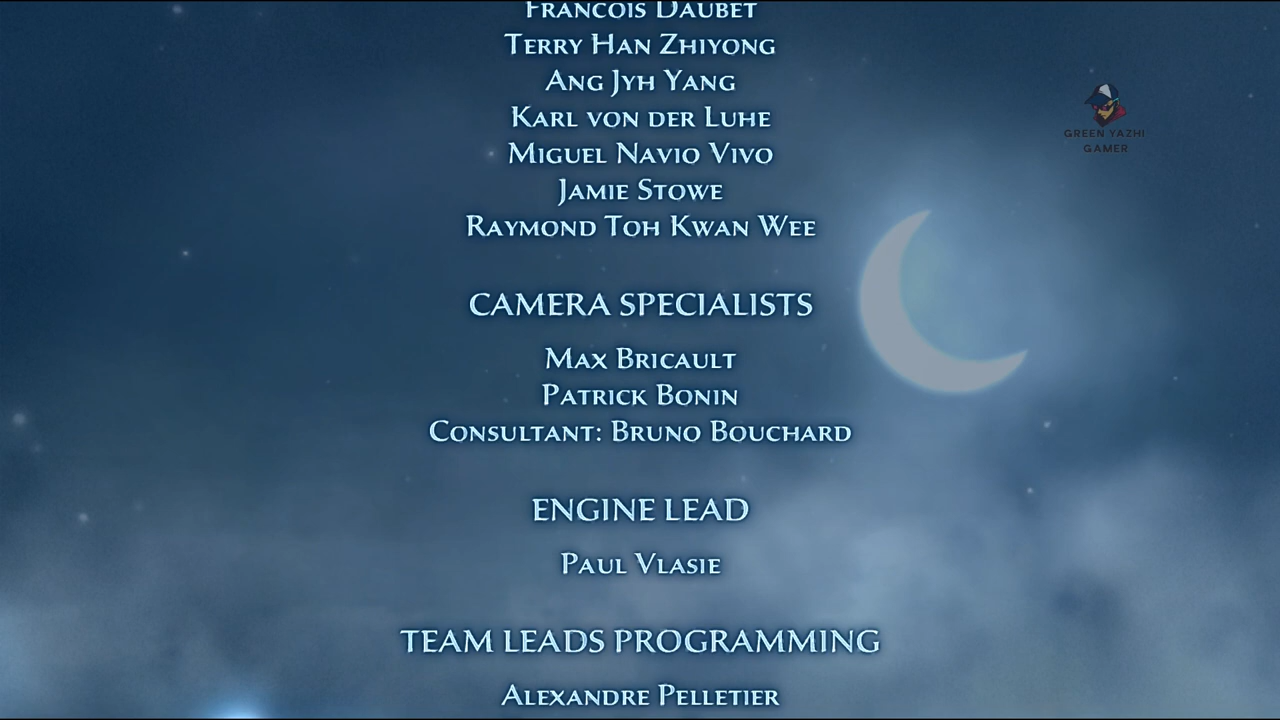 Francois Daubet
Terry Han Zhiyong
Ang Jyh Yang
Karl von der Luhe
Miguel Navio Vivo
Jamie Stowe
Raymond Toh Kwan Wee
CAMERA SPECIALISTS
Max Bricault
Patrick Bonin
Consultant: Bruno Bouchard
ENGINE LEAD
Paul Vlasie
TEAM LEADS PROGRAMMING
Alexandre Pelletier
GREEN YAZHI
GAMER